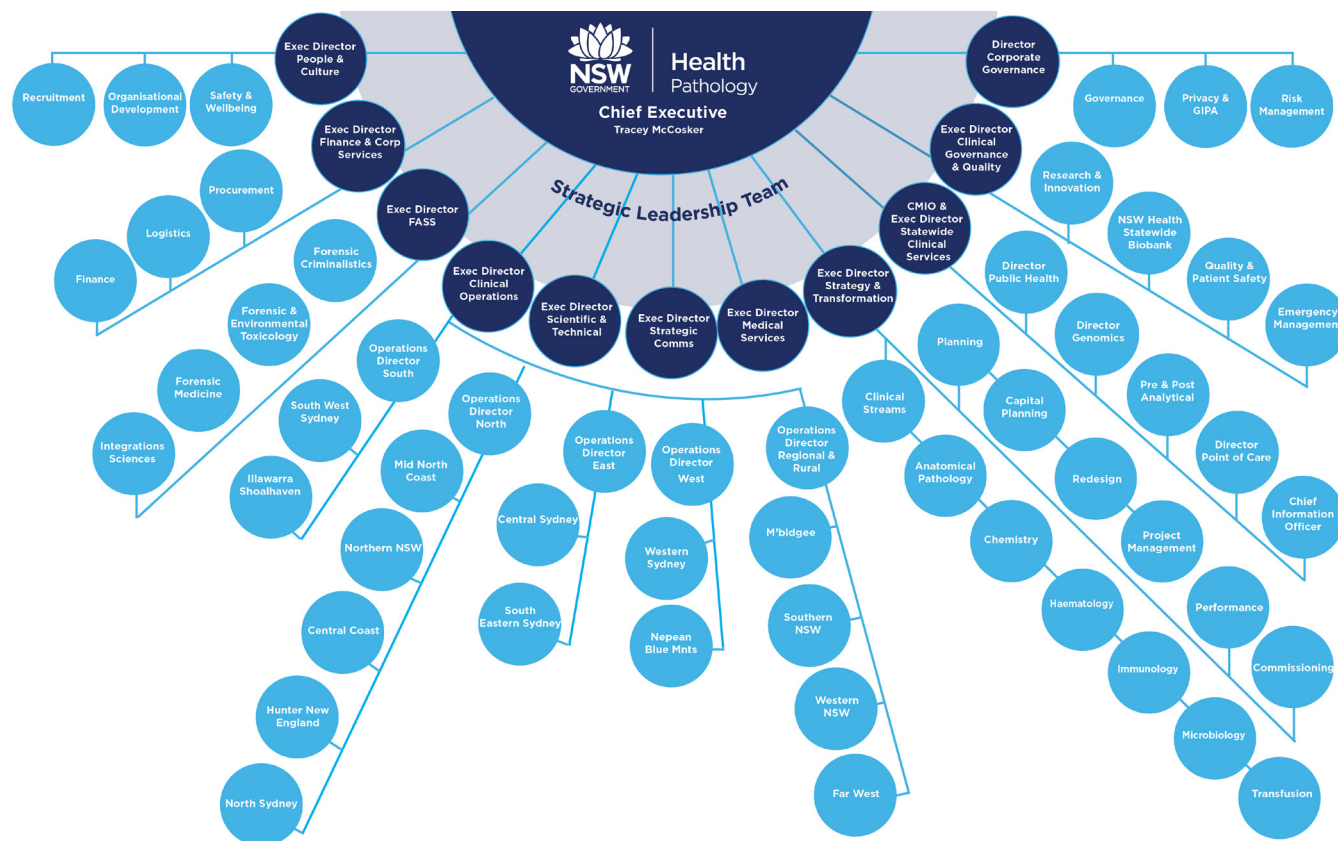 NSW
GOVERNMENT
Health
Pathology
Chief Executive
Tracey McCosker
Strategic Leadership Team
Exec Director
People &
Culture
Recruitment
Organisational
Development
Safety &
Wellbeing
Exec Director
Finance & Corp
Services
Procurement
Logistics
Finance
Exec Director
FASS
Forensic
Criminalistics
Forensic &
Environmental
Toxicology
Forensic
Medicine
Integrations
Sciences
Exec Director
Clinical
Operations
Operations
Director
South
South West
Sydney
Illawarra
Shoalhaven
Operations
Director
North
Mid North
Coast
Northern NSW
Central Coast
Hunter New
England
North Sydney
Operations
Director
East
Central Sydney
South
Eastern Sydney
Operations
Director
West
Western
Sydney
Nepean
Blue Mnts
Operations
Director
Regional &
Rural
M'bidgee
Southern
NSW
Western
NSW
Far West
Exec Director
Scientific &
Technical
Exec Director
Strategic
Comms
Exec Director
Medical
Services
Exec Director
Strategy &
Transformation
Clinical
Streams
Anatomical
Pathology
Chemistry
Haematology
Immunology
Microbiology
Transfusion
Planning
Capital
Planning
Redesign
Project
Management
Performance
Commissioning
CMIO &
Exec Director
Statewide
Clinical
Services
Director
Public Health
Director
Genomics
Pre & Post
Analytical
Director
Point of Care
Chief
Information
Officer
Exec Director
Clinical
Governance
& Quality
Research &
Innovation
NSW Health
Statewide
Biobank
Quality &
Patient Safety
Emergency
Management
Director
Corporate
Governance
Governance
Privacy &
GIPA
Risk
Management